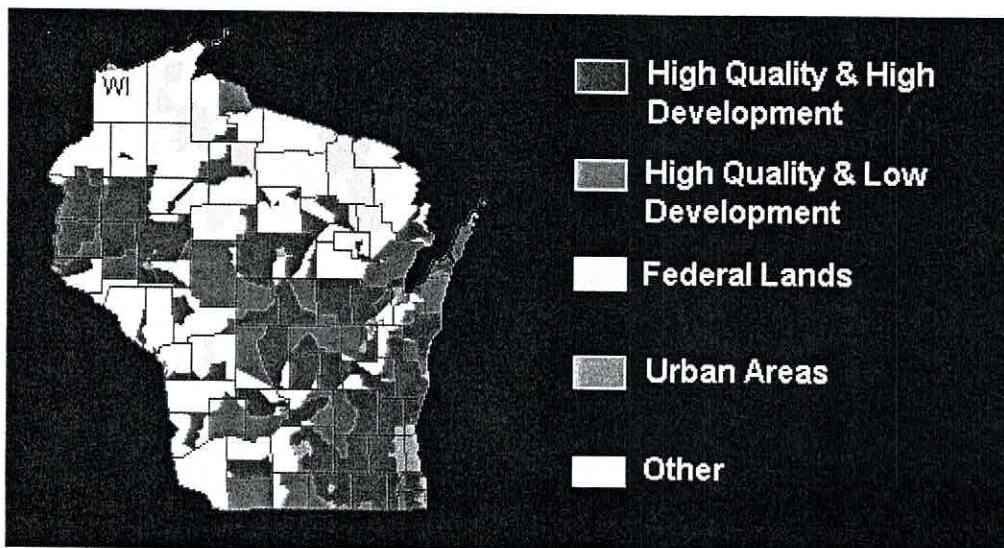 WI
High Quality & High
Development
High Quality & Low
Development
Federal Lands
Urban Areas
Other